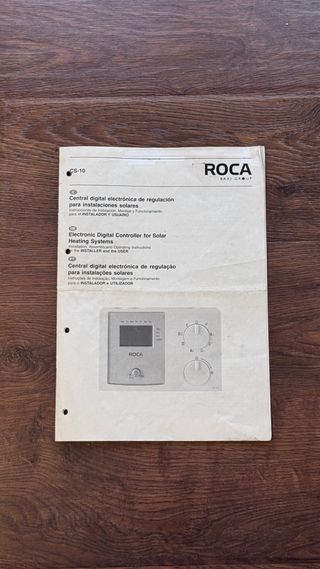 CS-10
ROCA
BAXI GROUP
Central digital electrónica de regulación
para instalaciones solares
Instrucciones de Instalación, Montaje y Funcionamiento
para el INSTALADOR Y USUARIO
Electronic Digital Controller for Solar
Heating Systems
Installation, Assembly and Operating Instructions
for the INSTALLER and the USER
Central digital electrónica de regulação
para instalações solares
Instruções de Instalação, Montagem e Funcionamento
para o INSTALADOR e UTILIZADOR
ROCA